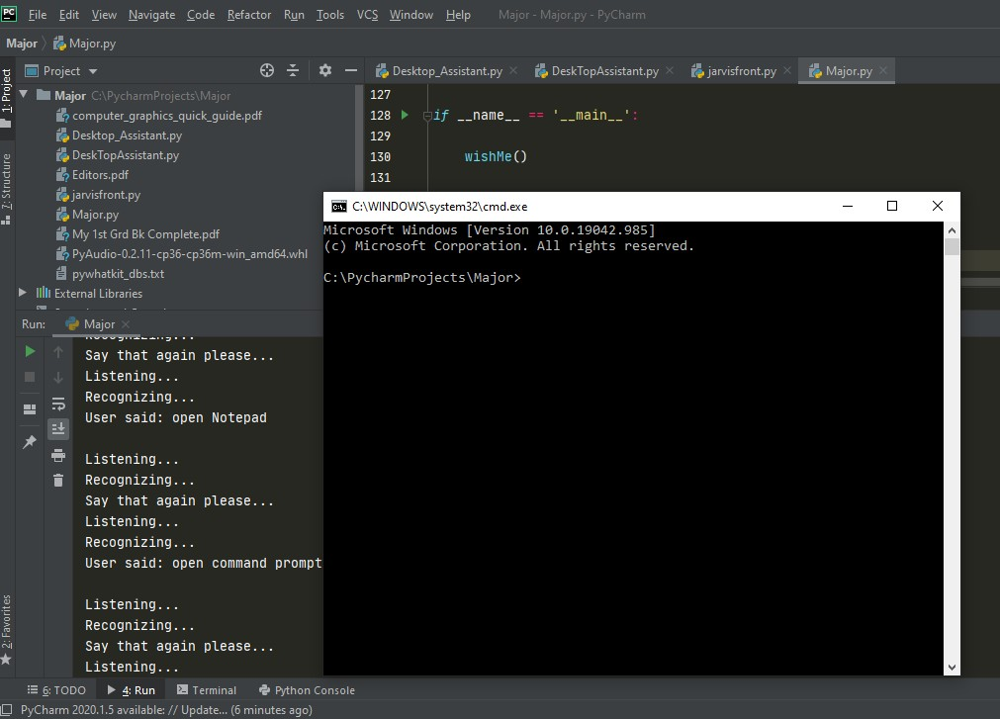 PC File Edit View Navigate Code Refactor Run Tools VCS Window Help Major - Major.py - PyCharm
Major Major.py
1: Project
7: Structure
2: Favorites
Project
Desktop_Assistant.py DeskTopAssistant.py jarvisfront.py Major.py
Major C:\PycharmProjects\Major
computer_graphics_quick_guide.pdf
Desktop_Assistant.py
DeskTopAssistant.py
Editors.pdf
jarvisfront.py
Major.py
My 1st Grd Bk Complete.pdf
PyAudio-0.2.11-cp36-cp36m-win_amd64.whl
pywhatkit_dbs.txt
External Libraries
127
128 if __name__ == '__main__':
129
130 wishMe()
131
C:\WINDOWS\system32\cmd.exe
Microsoft Windows [Version 10.0.19042.985]
(c) Microsoft Corporation. All rights reserved.
C:\PycharmProjects\Major>
Run: Major
Recognizing...
Say that again please...
Listening...
Recognizing...
User said: open Notepad
Listening...
Recognizing...
Say that again please...
Listening...
Recognizing...
User said: open command prompt
Listening...
Recognizing...
Say that again please...
Listening...
6: TODO 4: Run Terminal Python Console
PyCharm 2020.1.5 available: // Update... (6 minutes ago)